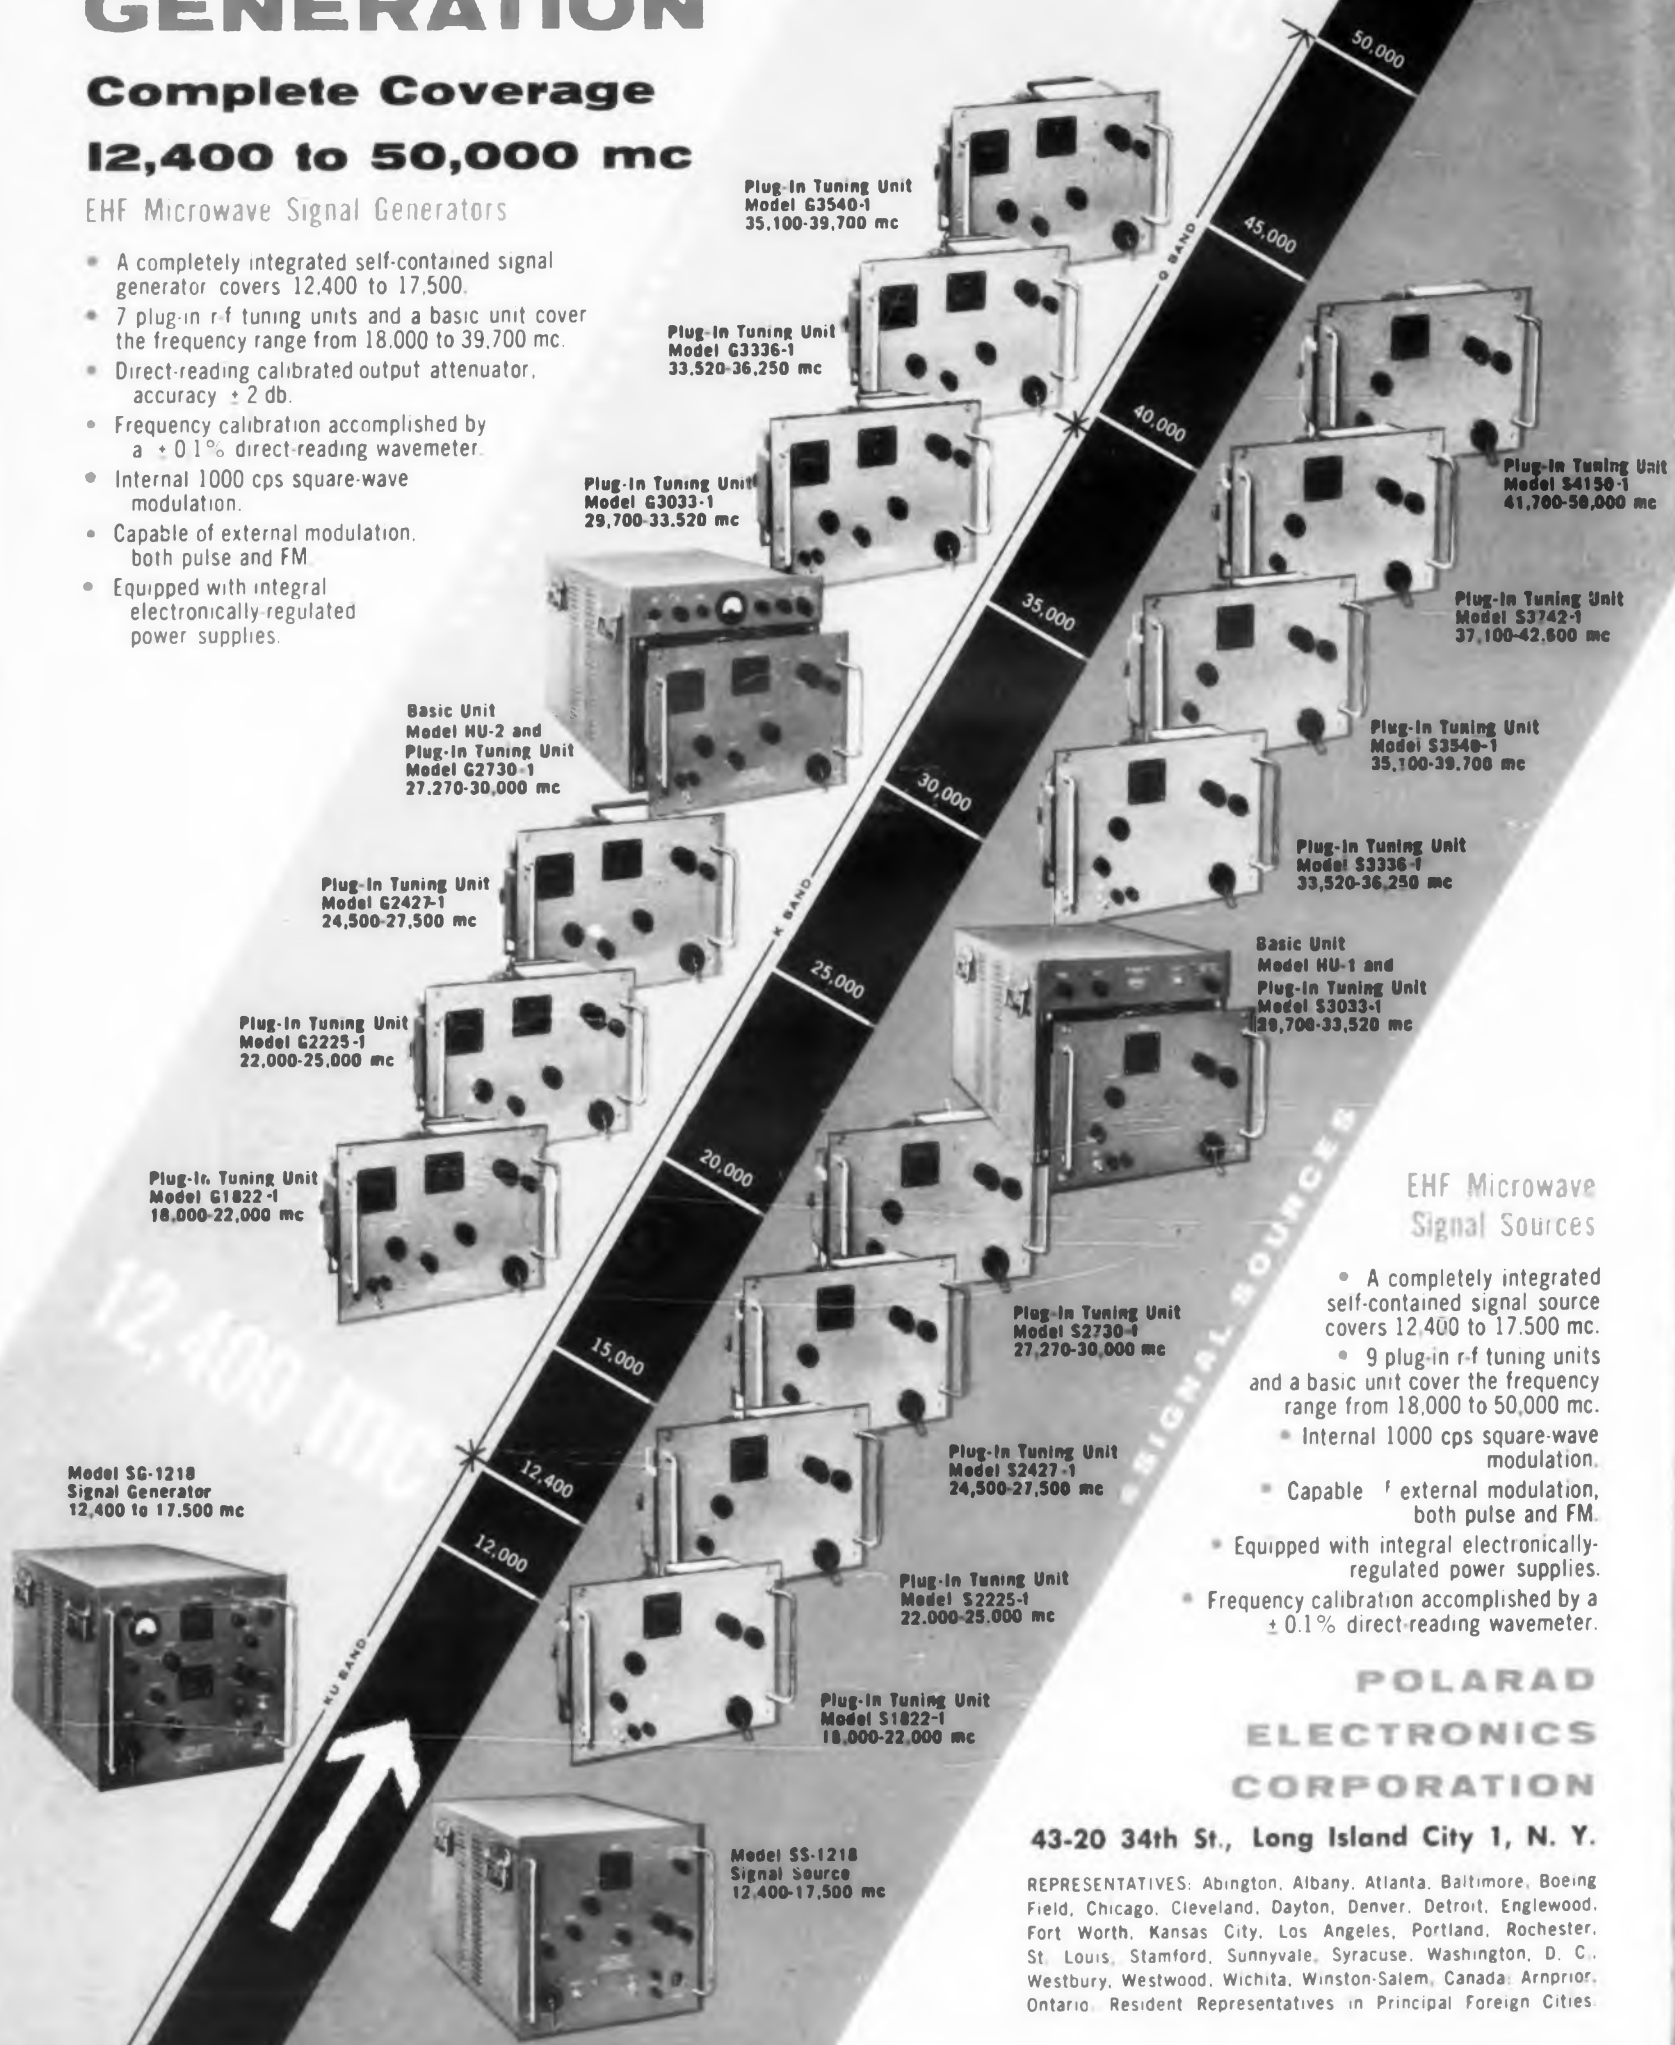 GENERATION
Complete Coverage
12,400 to 50,000 mc
EHF Microwave Signal Generators
• A completely integrated self-contained signal
generator covers 12,400 to 17,500.
• 7 plug-in r-f tuning units and a basic unit cover
the frequency range from 18,000 to 39,700 mc.
• Direct-reading calibrated output attenuator,
accuracy ± 2 db.
• Frequency calibration accomplished by
a ± 0.1% direct-reading wavemeter.
• Internal 1000 cps square-wave
modulation.
• Capable of external modulation,
both pulse and FM.
• Equipped with integral
electronically-regulated
power supplies.
Plug-In Tuning Unit
Model G3540-1
35,100-39,700 mc
Plug-In Tuning Unit
Model G3336-1
33,520-36,250 mc
Plug-In Tuning Unit
Model G3033-1
29,700-33,520 mc
Basic Unit
Model HU-2 and
Plug-In Tuning Unit
Model G2730-1
27,270-30,000 mc
Plug-In Tuning Unit
Model G2427-1
24,500-27,500 mc
Plug-In Tuning Unit
Model G2225-1
22,000-25,000 mc
Plug-In Tuning Unit
Model G1822-1
18,000-22,000 mc
12,400 mc
Model SG-1218
Signal Generator
12,400 to 17,500 mc
mc
50,000
45,000
40,000
35,000
30,000
25,000
20,000
15,000
12,400
12,000
Q BAND
K BAND
KU BAND
Plug-In Tuning Unit
Model S4150-1
41,700-50,000 mc
Plug-In Tuning Unit
Model S3742-1
37,100-42,600 mc
Plug-In Tuning Unit
Model S3540-1
35,100-39,700 mc
Plug-In Tuning Unit
Model S3336-1
33,520-36,250 mc
Basic Unit
Model HU-1 and
Plug-In Tuning Unit
Model S3033-1
29,700-33,520 mc
Plug-In Tuning Unit
Model S2730-1
27,270-30,000 mc
Plug-In Tuning Unit
Model S2427-1
24,500-27,500 mc
Plug-In Tuning Unit
Model S2225-1
22,000-25,000 mc
Plug-In Tuning Unit
Model S1822-1
18,000-22,000 mc
Model SS-1218
Signal Source
12,400-17,500 mc
• SIGNAL SOURCES
EHF Microwave
Signal Sources
• A completely integrated
self-contained signal source
covers 12,400 to 17,500 mc.
• 9 plug-in r-f tuning units
and a basic unit cover the frequency
range from 18,000 to 50,000 mc.
• Internal 1000 cps square-wave
modulation.
• Capable external modulation,
both pulse and FM.
• Equipped with integral electronically-
regulated power supplies.
• Frequency calibration accomplished by a
± 0.1% direct-reading wavemeter.
POLARAD
ELECTRONICS
CORPORATION
43-20 34th St., Long Island City 1, N. Y.
REPRESENTATIVES: Abington, Albany, Atlanta, Baltimore, Boeing
Field, Chicago, Cleveland, Dayton, Denver, Detroit, Englewood,
Fort Worth, Kansas City, Los Angeles, Portland, Rochester,
St. Louis, Stamford, Sunnyvale, Syracuse, Washington, D. C.,
Westbury, Westwood, Wichita, Winston-Salem, Canada: Arnprior,
Ontario. Resident Representatives in Principal Foreign Cities.